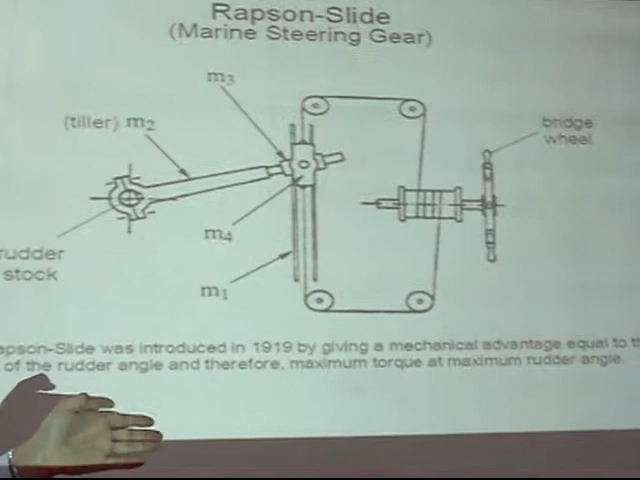 Rapson-Slide
(Marine Steering Gear)
m3
(tiller) m2
bridge
wheel
m4
rudder
stock
m1
apson-Slide was introduced in 1919 by giving a mechanical advantage equal to th
of the rudder angle and therefore, maximum torque at maximum rudder angle.